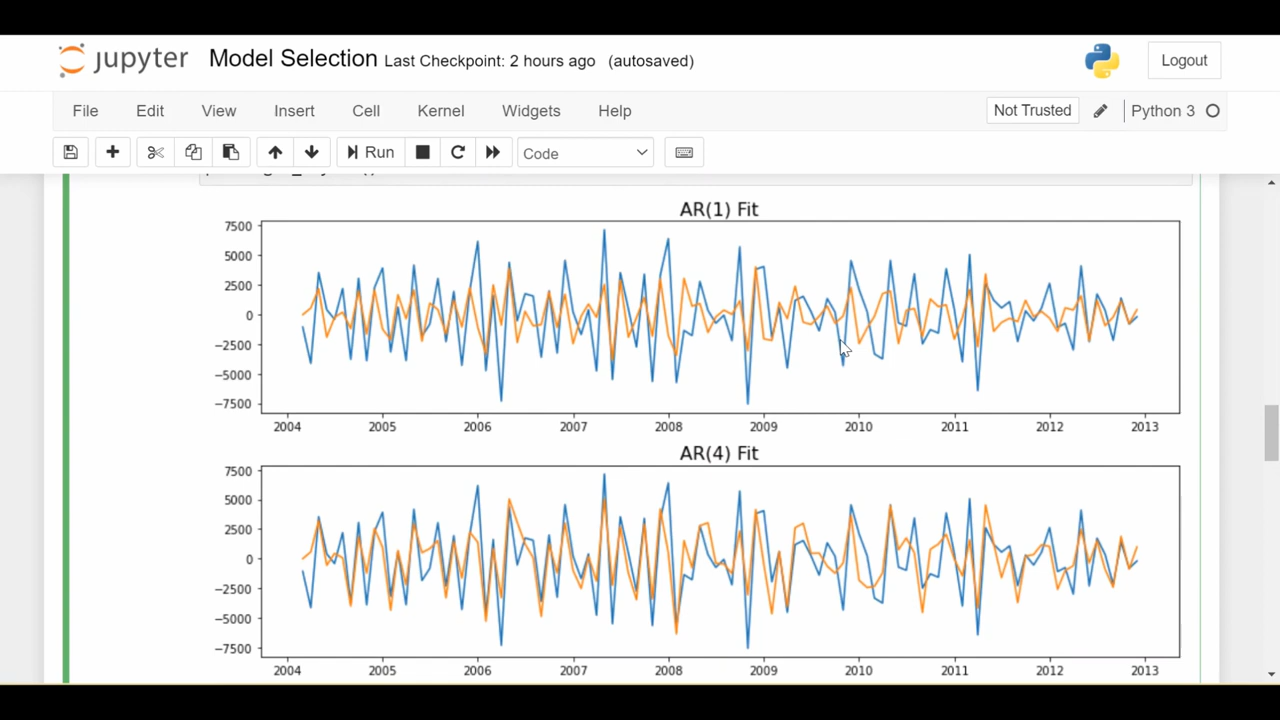 jupyter Model Selection Last Checkpoint: 2 hours ago (autosaved) Logout
File Edit View Insert Cell Kernel Widgets Help Not Trusted Python 3
Run Code
AR(1) Fit
7500
5000
2500
0
−2500
−5000
−7500
2004 2005 2006 2007 2008 2009 2010 2011 2012 2013
AR(4) Fit
7500
5000
2500
0
−2500
−5000
−7500
2004 2005 2006 2007 2008 2009 2010 2011 2012 2013